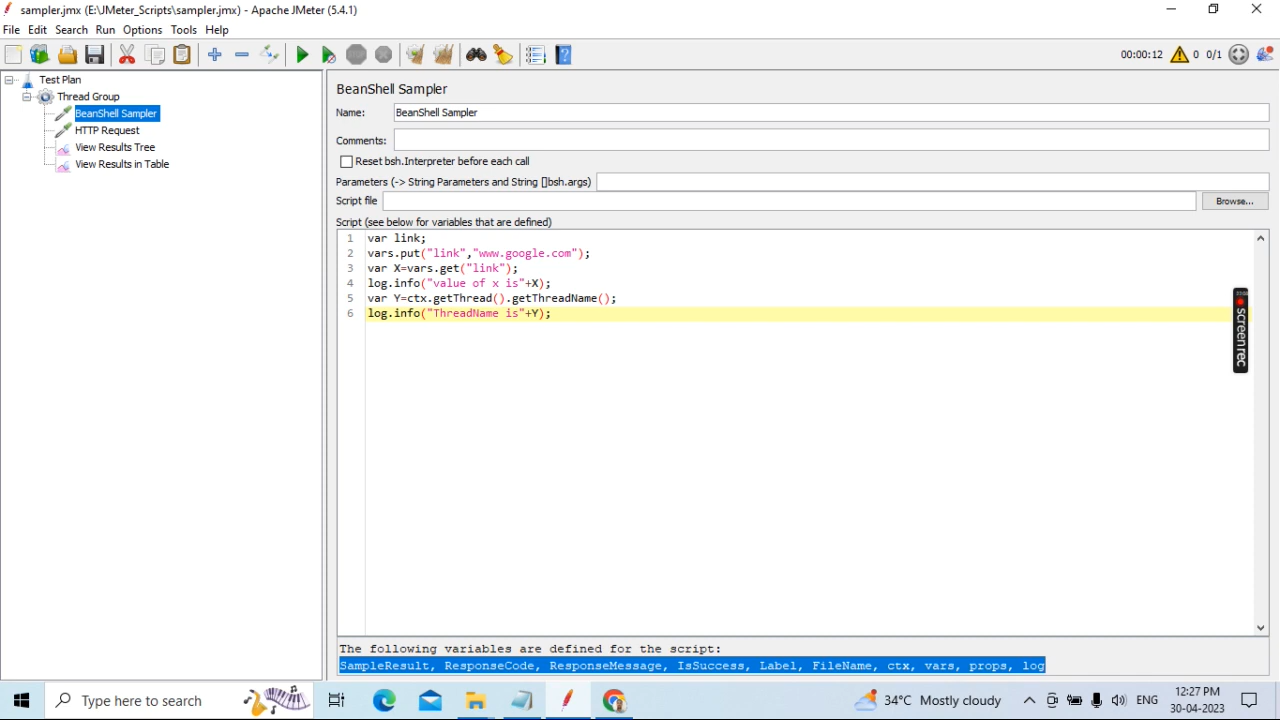 sampler.jmx (E:\JMeter_Scripts\sampler.jmx) - Apache JMeter (5.4.1)
File Edit Search Run Options Tools Help
00:00:12 0 0/1
Test Plan
Thread Group
BeanShell Sampler
HTTP Request
View Results Tree
View Results in Table
BeanShell Sampler
Name: BeanShell Sampler
Comments:
Reset bsh.Interpreter before each call
Parameters (-> String Parameters and String []bsh.args)
Script file Browse...
Script (see below for variables that are defined)
1 var link;
2 vars.put("link","www.google.com");
3 var X=vars.get("link");
4 log.info("value of x is"+X);
5 var Y=ctx.getThread().getThreadName();
6 log.info("ThreadName is"+Y);
screenrec
The following variables are defined for the script:
SampleResult, ResponseCode, ResponseMessage, IsSuccess, Label, FileName, ctx, vars, props, log
Type here to search
34°C Mostly cloudy
ENG
12:27 PM
30-04-2023